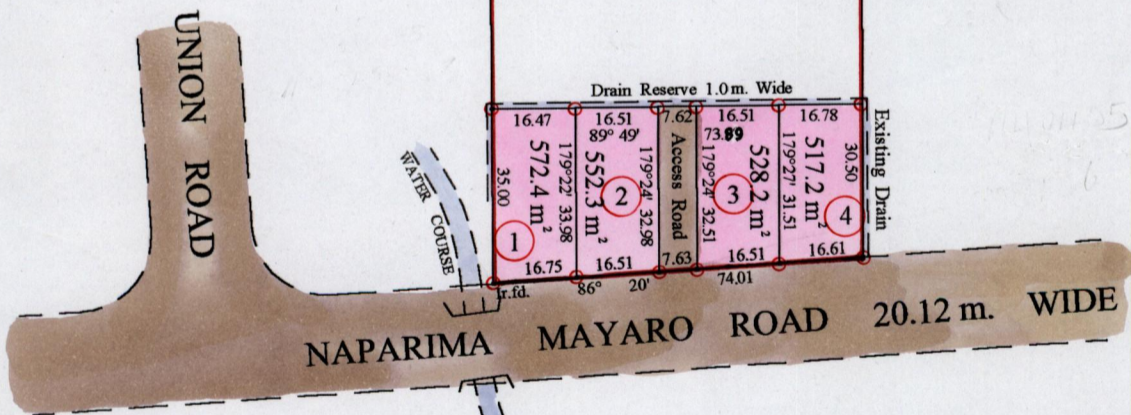 UNION ROAD
WATER COURSE
Drain Reserve 1.0 m. Wide
16.47
16.51
7.62
16.51
16.78
89° 49'
73.89
35.00
572.4 m²
179°22' 33.98
552.3 m²
179°24' 32.98
Access Road
179°24' 32.51
528.2 m²
179°27' 31.51
517.2 m²
30.50
Existing Drain
1
2
3
4
16.75
16.51
7.63
16.51
16.61
Ir.fd.
86° 20'
74.01
NAPARIMA MAYARO ROAD 20.12 m. WIDE